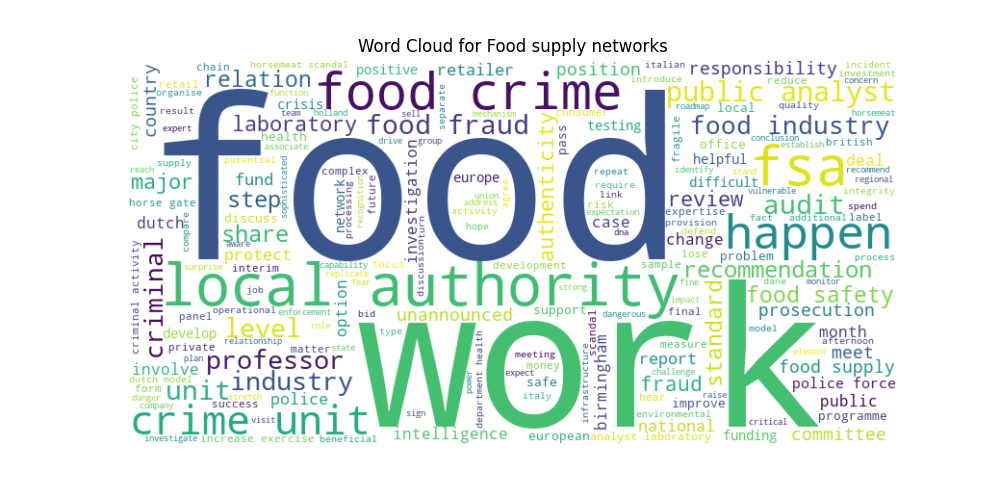 Word Cloud for Food supply networks
chain
horsemeat scandal
positive
retailer
position
italian
responsibility
incident
investment
country
retail
relation
food crime
introduce
reduce
concern
organise
function
crisis
separate
mechanism
consumer
public analyst
city police
result
team
holland
sell
roadmap
local
quality
horsemeat
expert
laboratory
food fraud
testing
food industry
associate
drive
group
pass
fragile
conclusion
establish
health
office
british
supply
potential
investigation
authenticity
repeat
helpful
fsa
deal
reach
complex
europe
require
identify
stand
recommend
major
fund
sophisticated
network
processing
recognition
future
union
link
difficult
vulnerable
regional
integrity
horse gate
step
address
agree
risk
review
audit
spend
dutch
discuss
compare
activity
expectation
expertise
fact
additional
label
share
hope
case
dna
change
provision
defend
happen
food
aware
protect
lose
problem
process
surprise
interim
capability
focus
discussionturn
development
sample
recommendation
dane
monitor
criminal
replicate
fear
strong
fine
job
local authority
impact
food safety
criminal activity
operational
enforcement
option
bid
unannounced
support
dangerous
final
standard
prosecution
panel
level
role
type
scandal
model
month
develop
relationship
work
measure
afternoon
private
matter
state
meeting
report
element
meet
plan
professor
money
challenge
food supply
involve
dutch model
industry
power
department health
expect
safe
infrastructure
birmingham
fraud
raise
police force
form
danger
unit
stretch
italy
hear
improve
public
company
police
environmental
success
visit
sign
national
critical
programme
crime unit
investigate
increase exercise
beneficial
intelligence
european
analyst laboratory
funding
committee